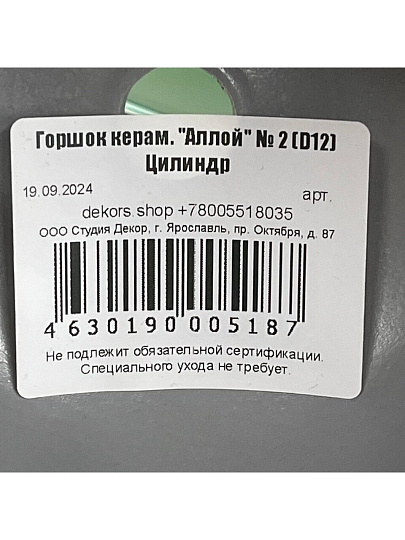 Горшок керам. "Аллой" № 2 (D12)
Цилиндр
19.09.2024 арт.
dekors.shop +78005518035
ООО Студия Декор, г. Ярославль, пр. Октября, д. 87
4 630190 005187
Не подлежит обязательной сертификации.
Специального ухода не требует.